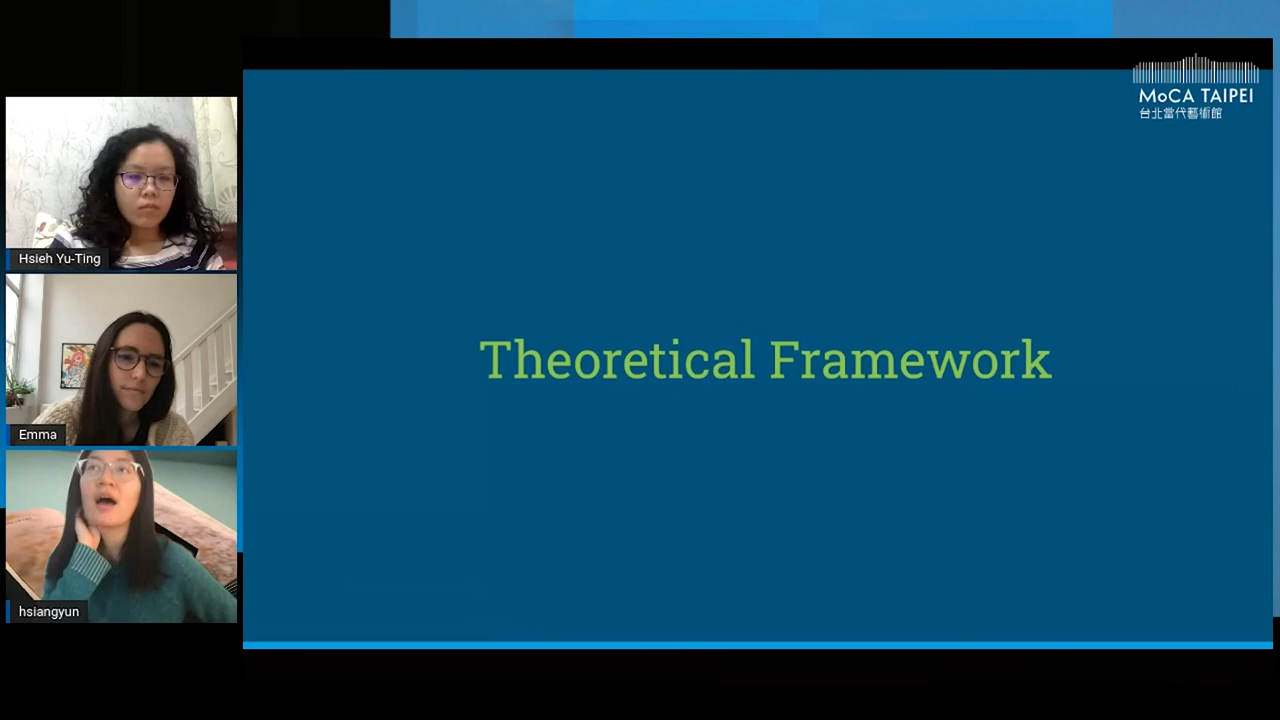 MoCA TAIPEI
台北當代藝術館
Hsieh Yu-Ting
Theoretical Framework
Emma
hsiangyun